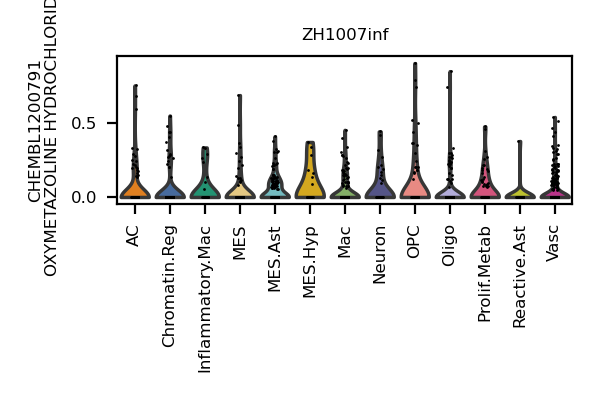 ZH1007inf
CHEMBL1200791
OXYMETAZOLINE HYDROCHLORID
0.5
0.0
AC
Chromatin.Reg
Inflammatory.Mac
MES
MES.Ast
MES.Hyp
Mac
Neuron
OPC
Oligo
Prolif.Metab
Reactive.Ast
Vasc